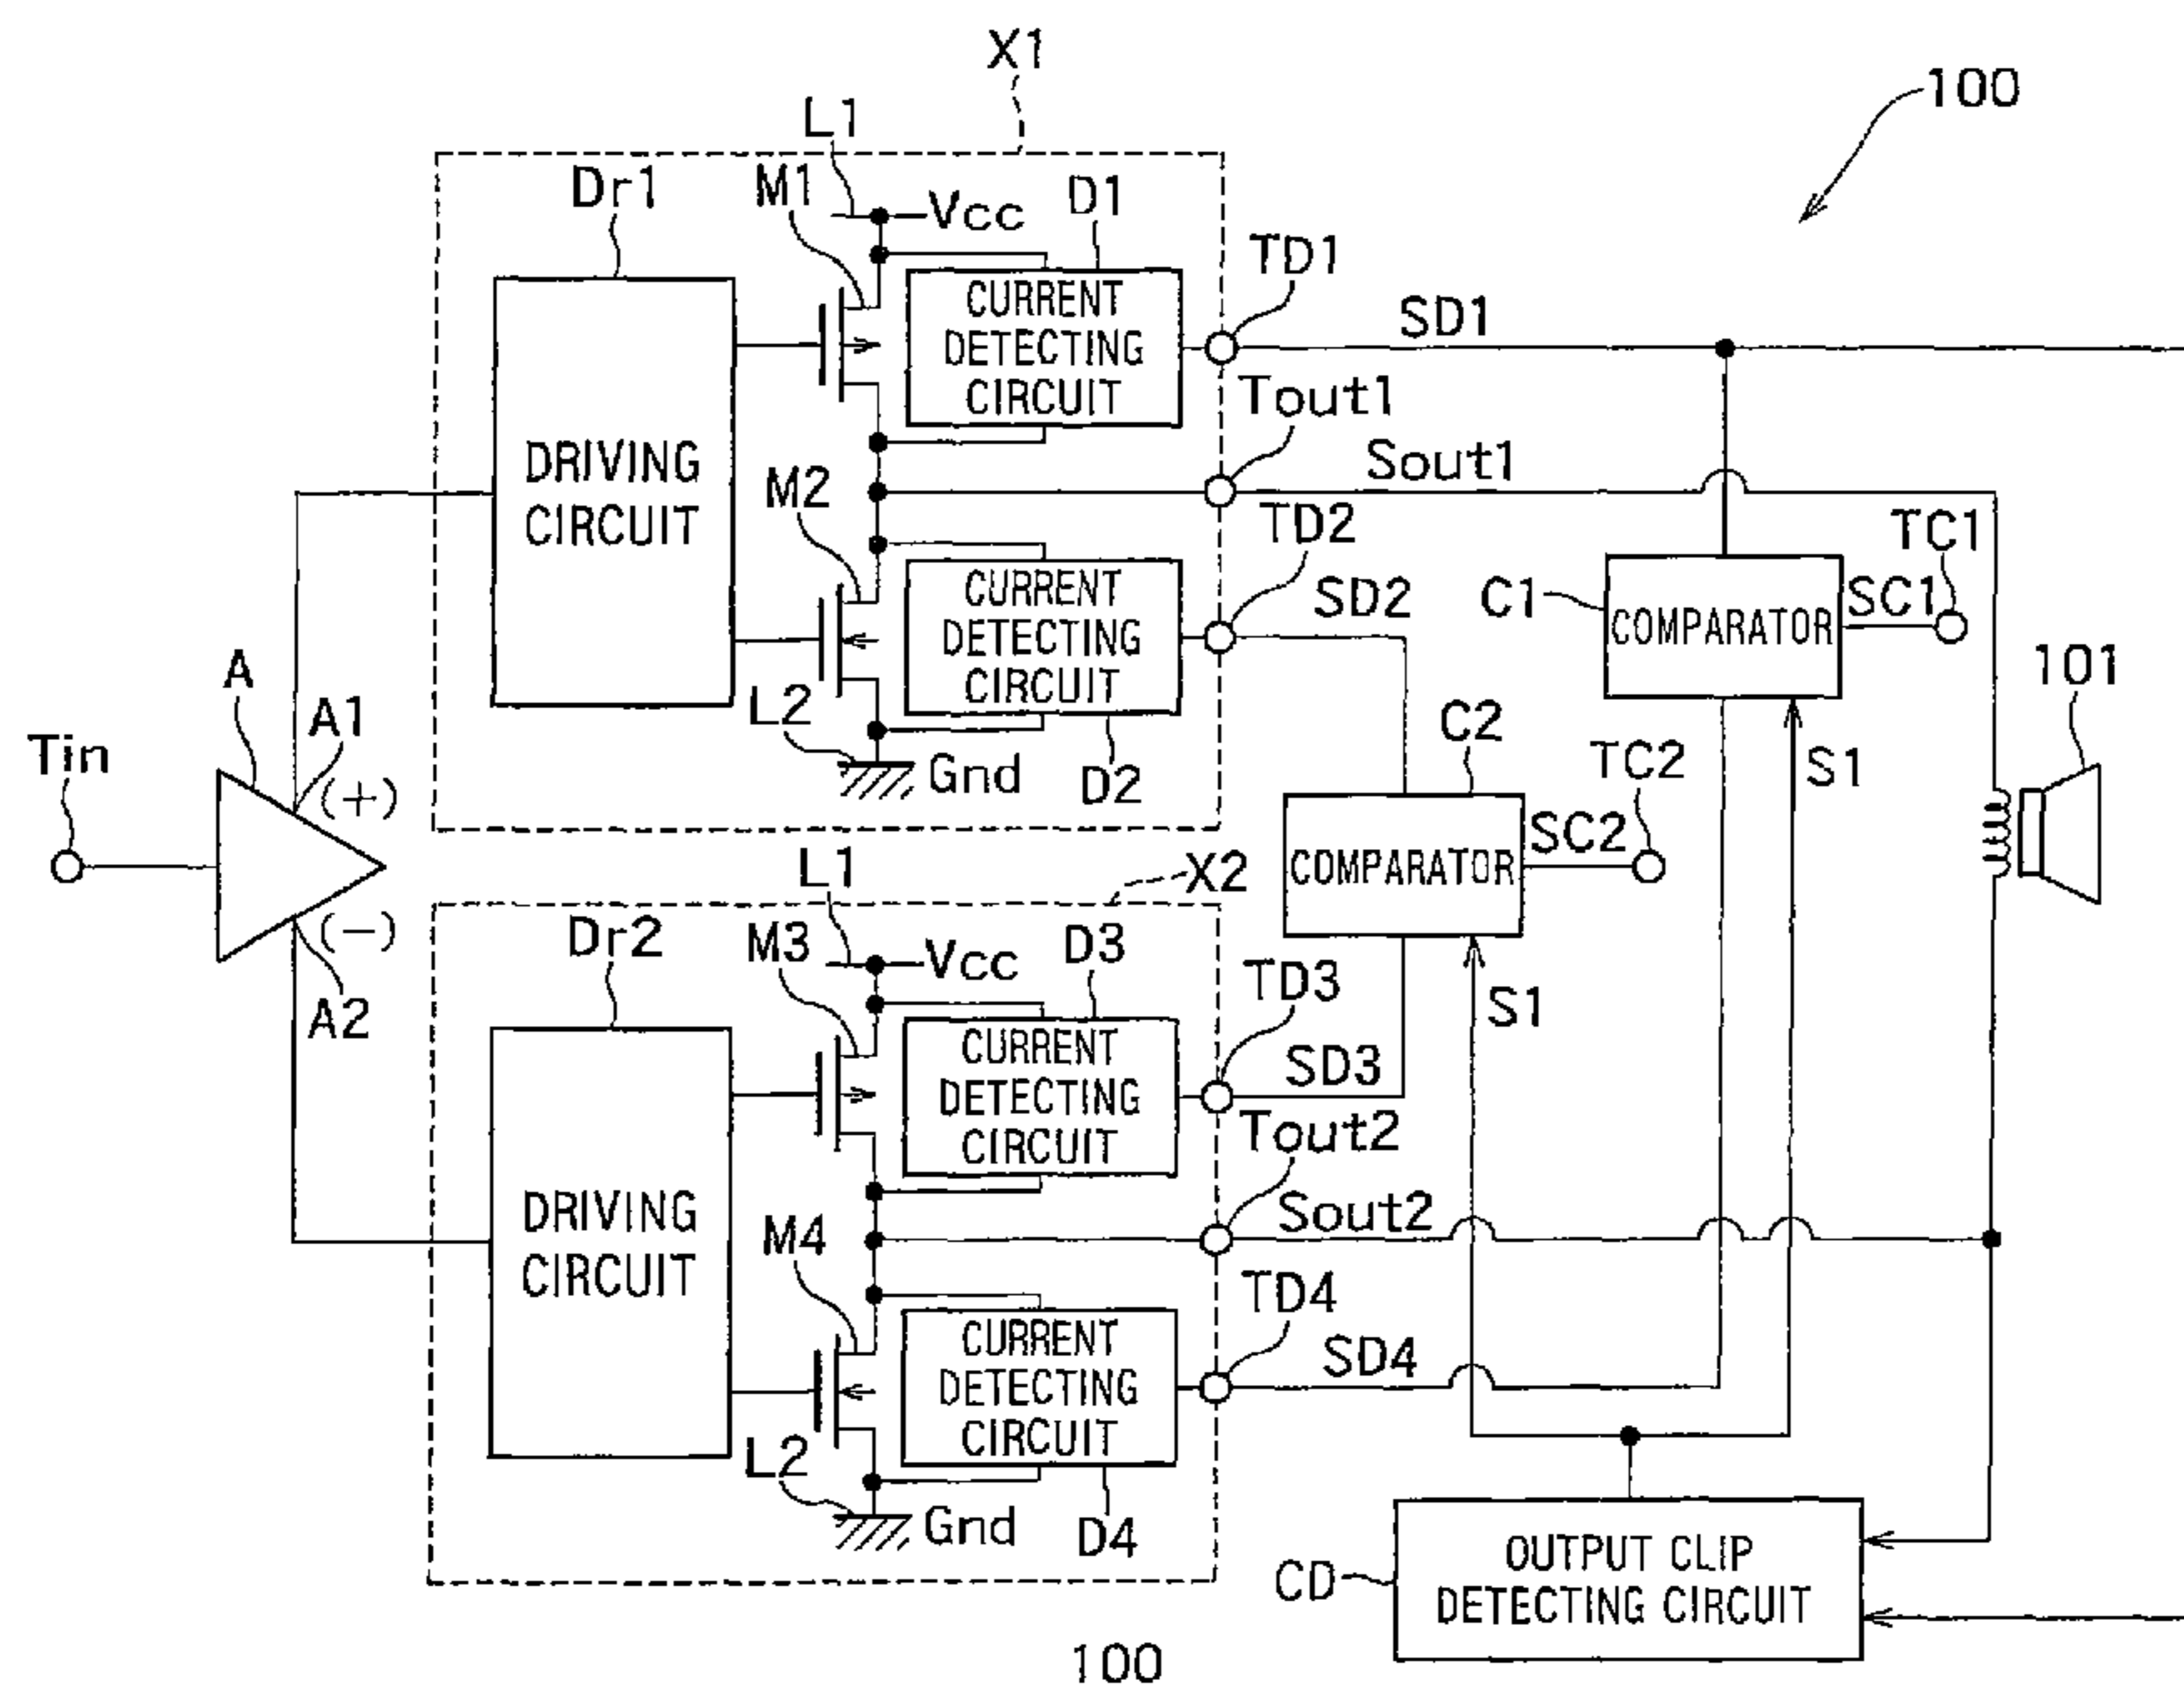 X1
100
L1
Dr1
M1
Vcc
D1
TD1
CURRENT
DETECTING
CIRCUIT
SD1
Tout1
Sout1
DRIVING
CIRCUIT
M2
TD2
TC1
CURRENT
DETECTING
CIRCUIT
SD2
C1
COMPARATOR
SC1
101
A
A1
L2
C2
TC2
S1
Tin
(+)
Gnd
D2
SC2
COMPARATOR
L1
X2
(-)
Dr2
M3
Vcc
D3
TD3
A2
S1
CURRENT
DETECTING
CIRCUIT
SD3
Tout2
DRIVING
CIRCUIT
M4
Sout2
TD4
CURRENT
DETECTING
CIRCUIT
SD4
L2
Gnd
D4
CD
OUTPUT CLIP
DETECTING CIRCUIT
100